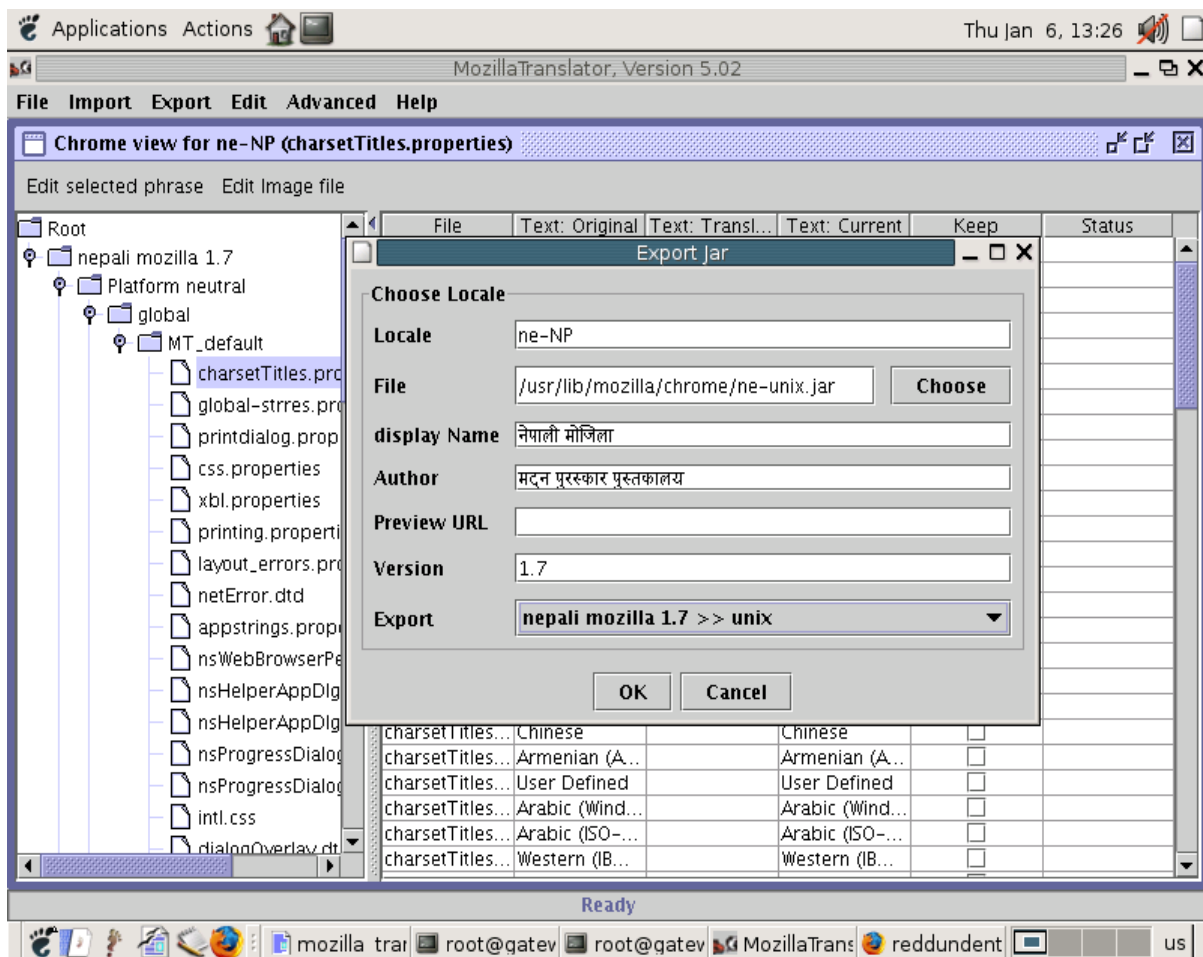 Applications Actions Thu Jan 6, 13:26
MozillaTranslator, Version 5.02
File Import Export Edit Advanced Help
Chrome view for ne-NP (charsetTitles.properties)
Edit selected phrase Edit Image file
Root
nepali mozilla 1.7
Platform neutral
global
MT_default
charsetTitles.pro
global-strres.pro
printdialog.prop
css.properties
xbl.properties
printing.properti
layout_errors.pro
netError.dtd
appstrings.prope
nsWebBrowserPe
nsHelperAppDlg
nsHelperAppDlg
nsProgressDialog
nsProgressDialog
intl.css
dialogOverlay.dt
File Text: Original Text: Transl... Text: Current Keep Status
Export Jar
Choose Locale
Locale ne-NP
File /usr/lib/mozilla/chrome/ne-unix.jar Choose
display Name नेपाली मोजिला
Author मदन पुरस्कार पुस्तकालय
Preview URL
Version 1.7
Export nepali mozilla 1.7 >> unix
OK Cancel
charsetTitles... Chinese Chinese
charsetTitles... Armenian (A... Armenian (A...
charsetTitles... User Defined User Defined
charsetTitles... Arabic (Wind... Arabic (Wind...
charsetTitles... Arabic (ISO-... Arabic (ISO-...
charsetTitles... Western (IB... Western (IB...
Ready
mozilla trar root@gatev root@gatev MozillaTrans reddundent us